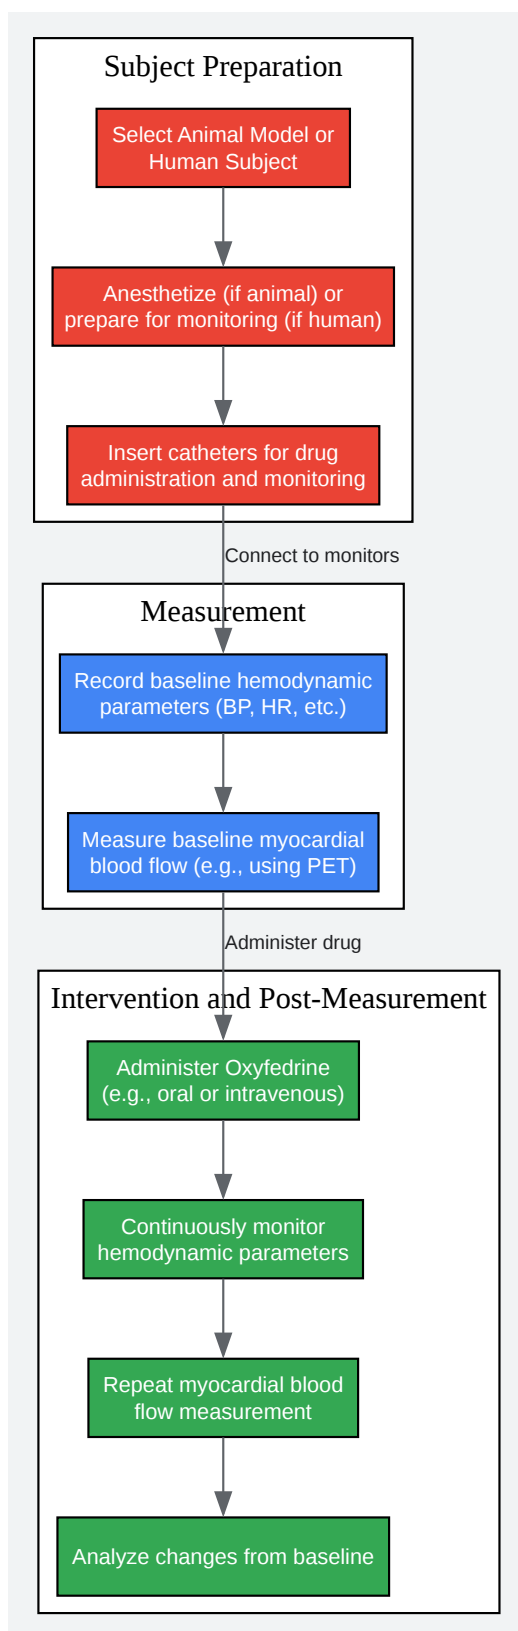 Subject Preparation
Select Animal Model or
Human Subject
Anesthetize (if animal) or
prepare for monitoring (if human)
Insert catheters for drug
administration and monitoring
Connect to monitors
Measurement
Record baseline hemodynamic
parameters (BP, HR, etc.)
Measure baseline myocardial
blood flow (e.g., using PET)
Administer drug
Intervention and Post-Measurement
Administer Oxyfedrine
(e.g., oral or intravenous)
Continuously monitor
hemodynamic parameters
Repeat myocardial blood
flow measurement
Analyze changes from baseline